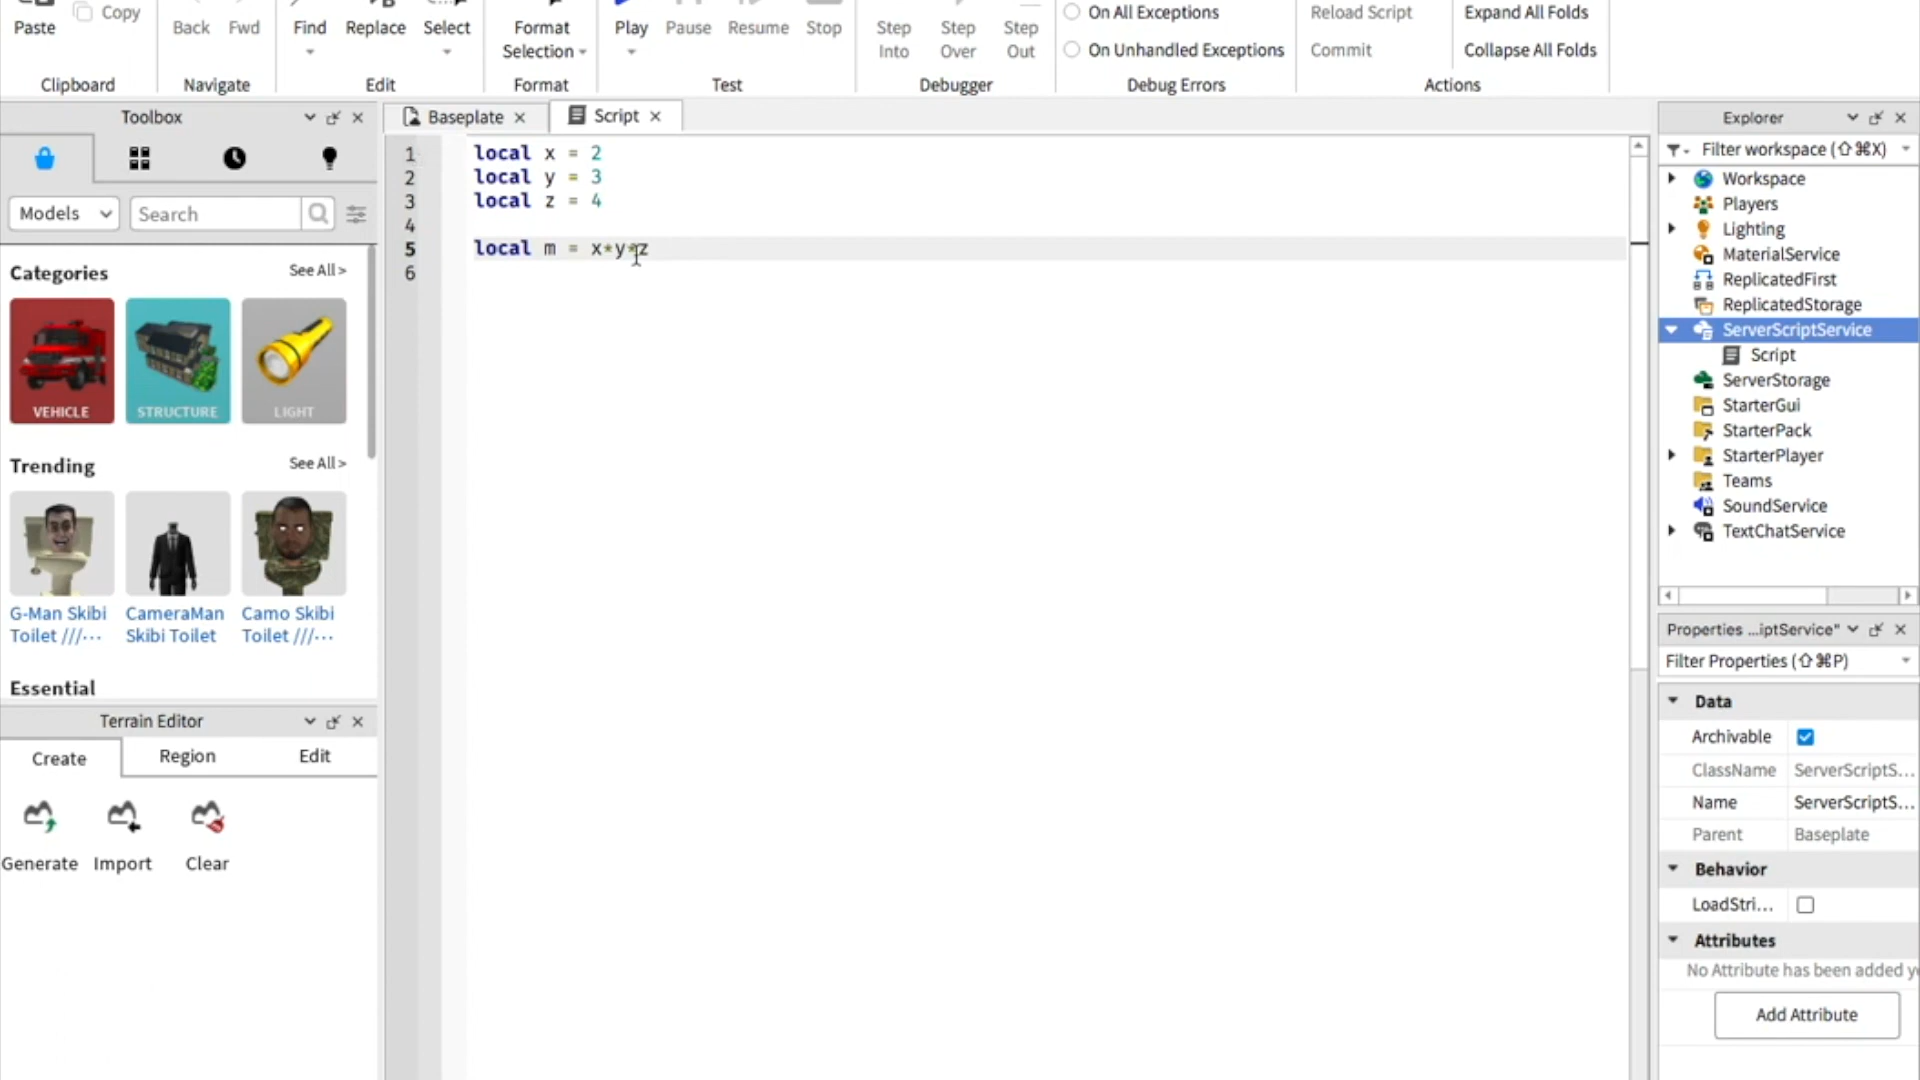 Paste
Copy
Clipboard
Back
Fwd
Navigate
Find
Replace
Select
Edit
Format
Selection
Format
Play
Pause
Resume
Stop
Test
Step
Into
Step
Over
Step
Out
Debugger
On All Exceptions
On Unhandled Exceptions
Debug Errors
Reload Script
Commit
Expand All Folds
Collapse All Folds
Actions
Toolbox
Models
Search
Categories
See All >
VEHICLE
STRUCTURE
LIGHT
Trending
See All >
G-Man Skibi
Toilet ///...
CameraMan
Skibi Toilet
Camo Skibi
Toilet ///...
Essential
Terrain Editor
Create
Region
Edit
Generate
Import
Clear
Baseplate
Script
1 local x = 2
2 local y = 3
3 local z = 4
4
5 local m = x*y*z
6
Explorer
Filter workspace (⇧⌘X)
Workspace
Players
Lighting
MaterialService
ReplicatedFirst
ReplicatedStorage
ServerScriptService
Script
ServerStorage
StarterGui
StarterPack
StarterPlayer
Teams
SoundService
TextChatService
Properties ...iptService"
Filter Properties (⇧⌘P)
Data
Archivable
ClassName ServerScriptS...
Name ServerScriptS...
Parent Baseplate
Behavior
LoadStri...
Attributes
No Attribute has been added y
Add Attribute